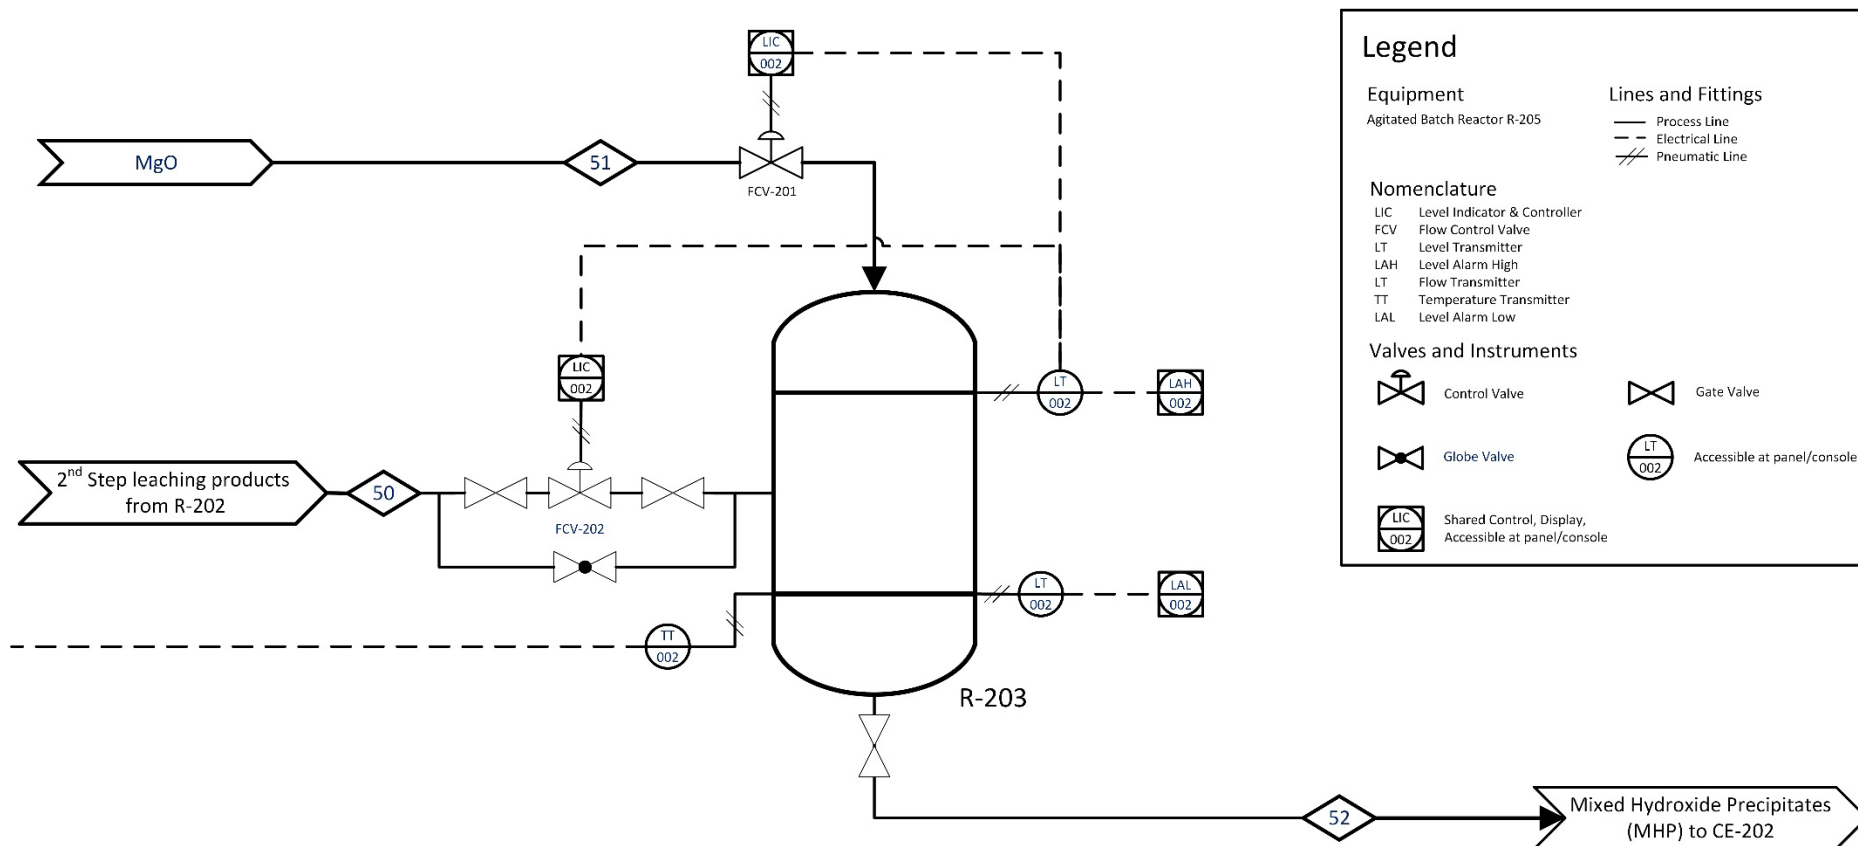 LIC
002
MgO
51
FCV-201
LIC
002
LT
002
LAH
002
2nd Step leaching products
from R-202
50
FCV-202
LT
002
LAL
002
TT
002
R-203
52
Mixed Hydroxide Precipitates
(MHP) to CE-202
Legend
Equipment
Agitated Batch Reactor R-205
Lines and Fittings
Process Line
Electrical Line
Pneumatic Line
Nomenclature
LIC Level Indicator & Controller
FCV Flow Control Valve
LT Level Transmitter
LAH Level Alarm High
LT Flow Transmitter
TT Temperature Transmitter
LAL Level Alarm Low
Valves and Instruments
Control Valve
Gate Valve
Globe Valve
LT
002
Accessible at panel/console
LIC
002
Shared Control, Display,
Accessible at panel/console